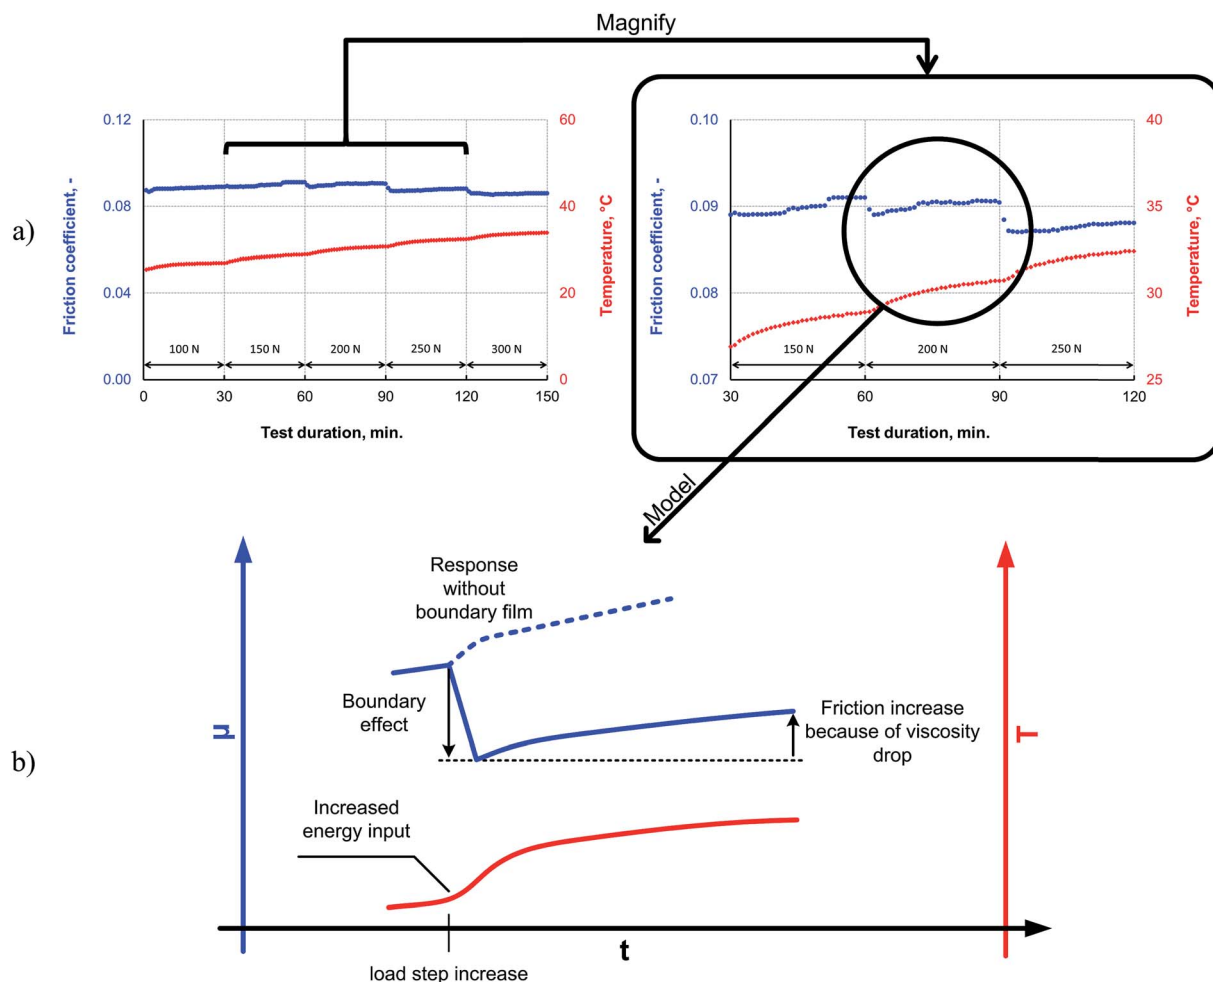 Magnify
a)
0.12
0.08
0.04
0.00
Friction coefficient, -
60
40
20
0
Temperature, °C
100 N
150 N
200 N
250 N
300 N
0
30
60
90
120
150
Test duration, min.
0.10
0.09
0.08
0.07
Friction coefficient, -
40
35
30
25
Temperature, °C
150 N
200 N
250 N
30
60
90
120
Test duration, min.
Model
b)
µ
T
Response
without
boundary film
Boundary
effect
Friction increase
because of viscosity
drop
Increased
energy input
t
load step increase